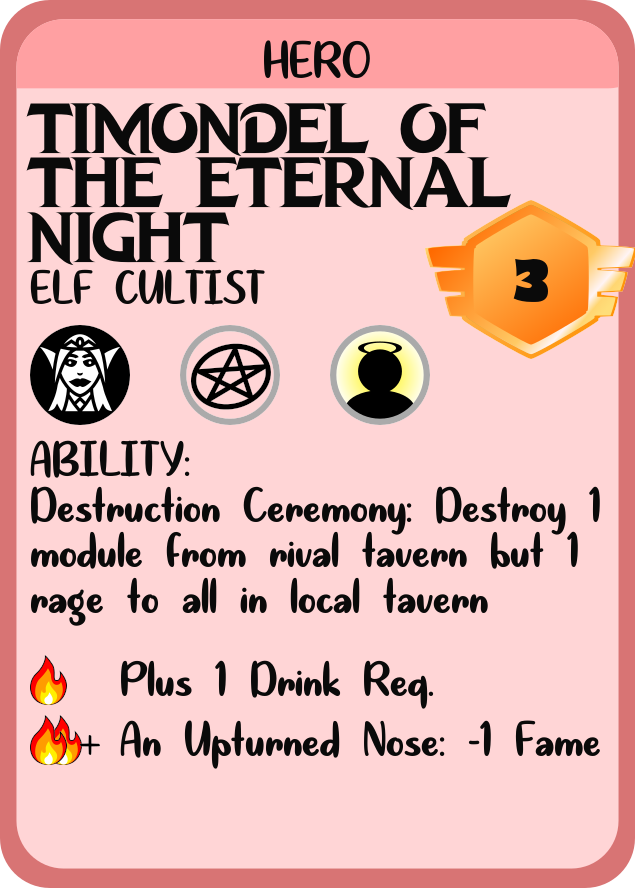 HERO
TIMONDEL OF
THE ETERNAL
NIGHT
ELF CULTIST
3
ABILITY:
Destruction Ceremony: Destroy 1
module from rival tavern but 1
rage to all in local tavern
Plus 1 Drink Req.
+ An Upturned Nose: -1 Fame